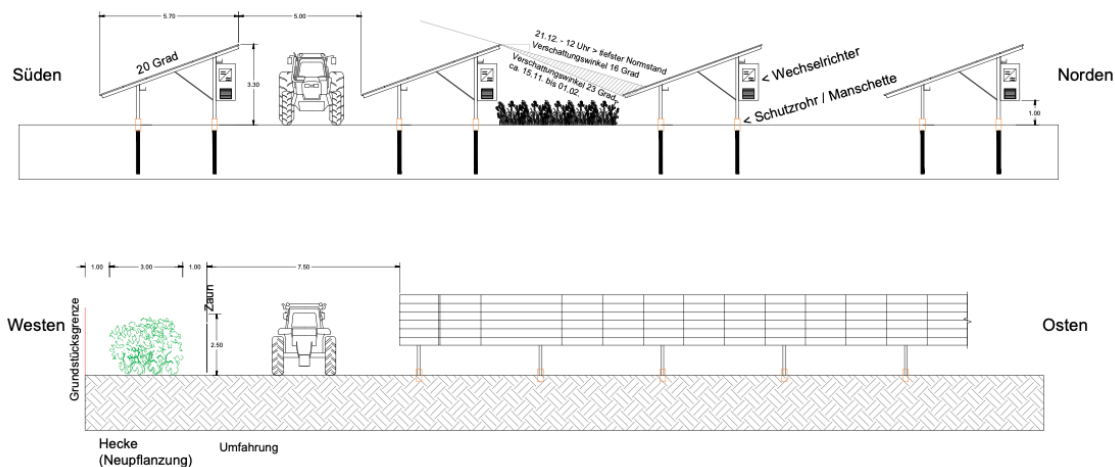 5.70
5.00
Süden
20 Grad
3.30
21.12. - 12 Uhr > tiefster Normstand
Verschattungswinkel 16 Grad
Verschattungswinkel 23 Grad
ca. 15.11. bis 01.02.
< Wechselrichter
< Schutzrohr / Manschette
Norden
1.00
1.00
3.00
1.00
7.50
Westen
Grundstücksgrenze
Zaun
2.50
Osten
Hecke
(Neupflanzung)
Umfahrung